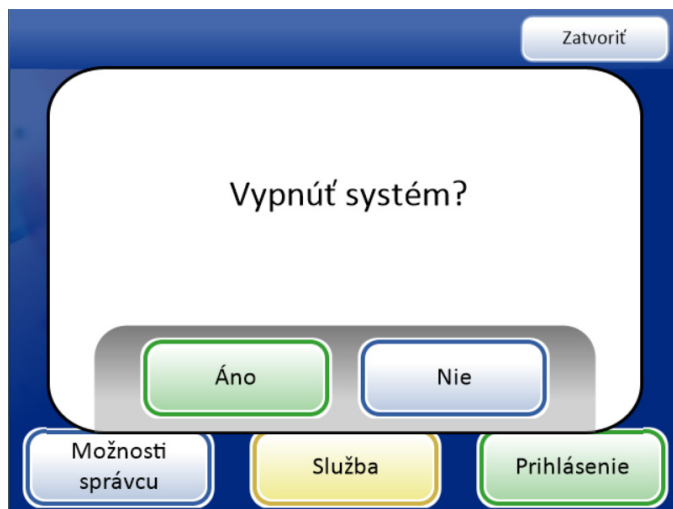 Zatvoriť
Vypnúť systém?
Áno
Nie
Možnosti
správcu
Služba
Prihlásenie